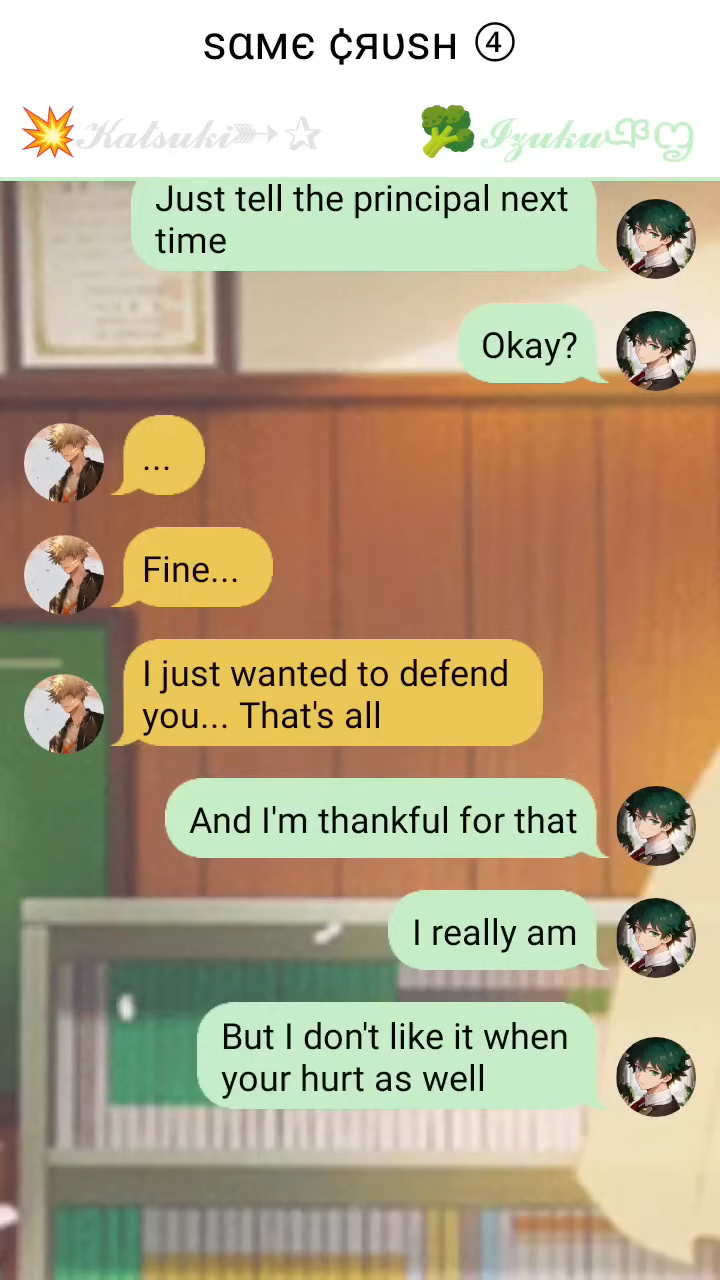 sαмє ¢яυsн ④
💥𝒦𝒶𝓉𝓈𝓊𝓀𝒾➳☆ 🥦𝓘𝔃𝓾𝓴𝓾ঞღ
Just tell the principal next
time
Okay?
...
Fine...
I just wanted to defend
you... That's all
And I'm thankful for that
I really am
But I don't like it when
your hurt as well